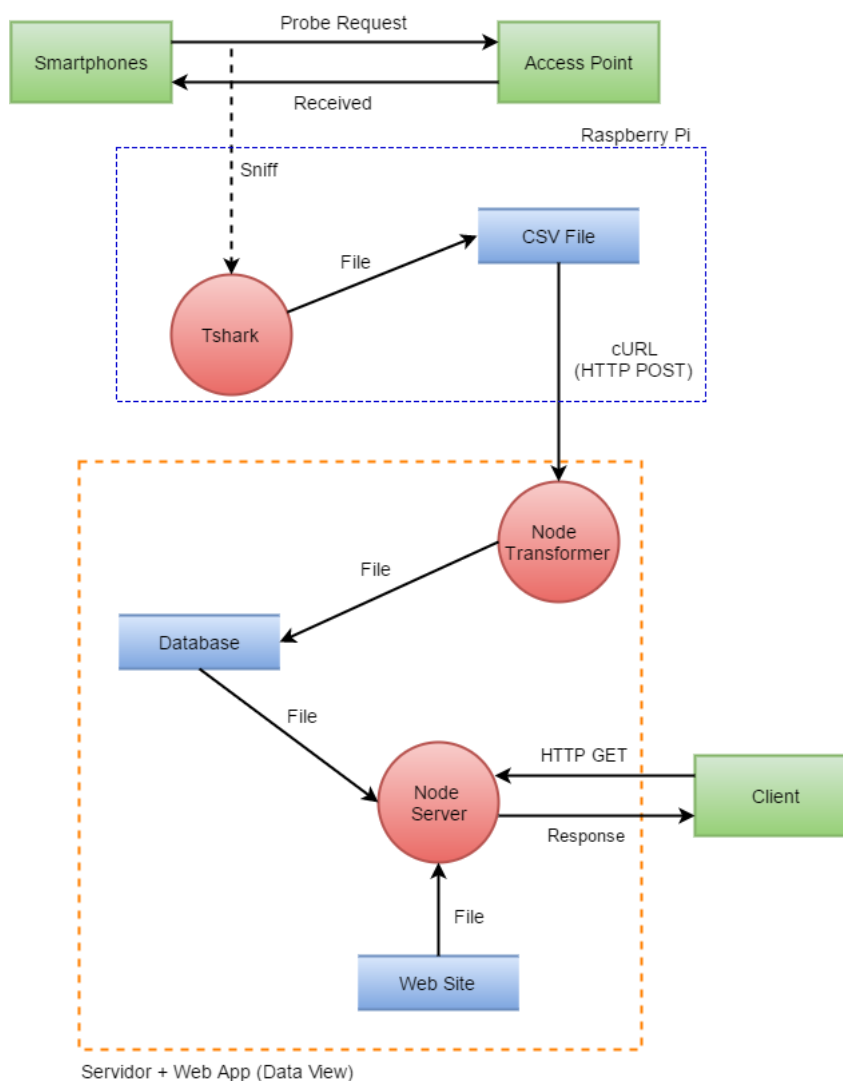 Probe Request
Smartphones
Access Point
Received
Raspberry Pi
Sniff
CSV File
File
Tshark
cURL
(HTTP POST)
Node
Transformer
File
Database
File
HTTP GET
Node
Server
Client
Response
File
Web Site
Servidor + Web App (Data View)